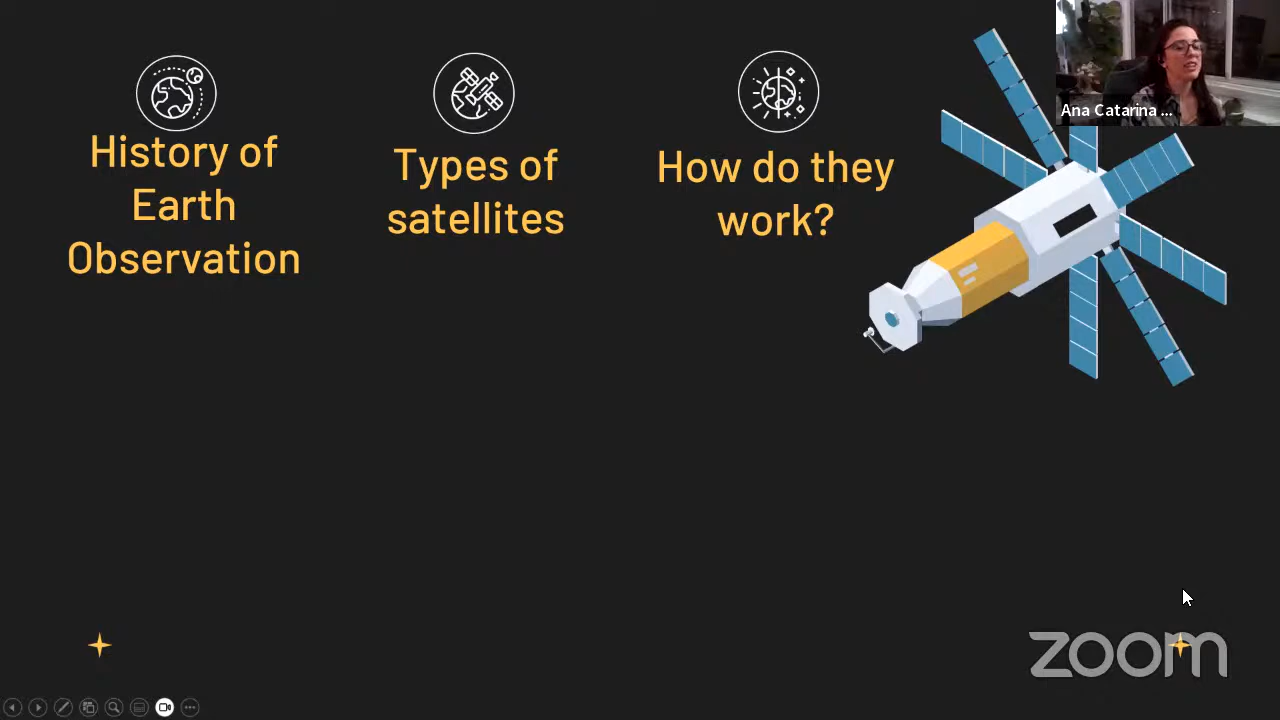 History of
Earth
Observation
Types of
satellites
How do they
work?
Ana Catarina ...
zoom